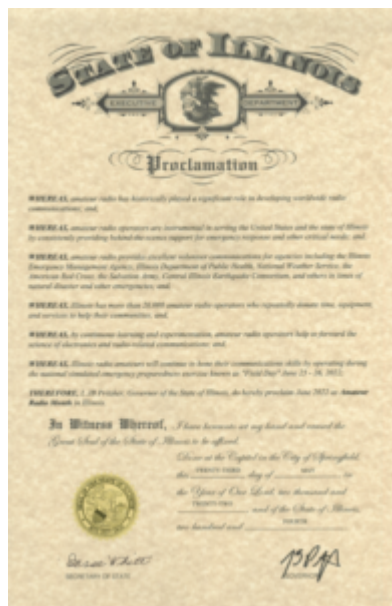 STATE OF ILLINOIS
EXECUTIVE DEPARTMENT
Proclamation
WHEREAS, amateur radio has historically played a significant role in developing worldwide radio
communications; and,
WHEREAS, amateur radio operators are instrumental in serving the United States and the state of Illinois
by consistently providing behind-the-scenes support for emergency responses and other critical needs; and,
WHEREAS, amateur radio provides excellent volunteer communications for agencies including the Illinois
Emergency Management Agency, Illinois Department of Public Health, National Weather Service, the
American Red Cross, the Salvation Army, Central Illinois Earthquake Committee, and others in times of
natural disaster and other emergencies; and,
WHEREAS, Illinois has more than amateur radio operators who repeatedly donate time, equipment,
and services to help their communities, and,
WHEREAS, by continuous learning and experimentation, amateur radio operators help to forward the
science of electronics and radio-related communications; and,
WHEREAS, Illinois amateurs will continue to hone their communications skills by operating during
the national simulated emergency preparedness exercise known as "Field Day" June 25 - 26, 2022;
THEREFORE, I, JB Pritzker, Governor of the State of Illinois, do hereby proclaim June 2022 as Amateur
Radio Month in Illinois.
In Witness Whereof, I have hereunto set my hand and caused the
Great Seal of the State of Illinois to be affixed.
Done at the Capitol in the City of Springfield,
this TWENTY-THIRD day of MAY in
the Year of Our Lord, two thousand and
TWENTY-TWO and of the State of Illinois,
two hundred and FOURTH
SECRETARY OF STATE
GOVERNOR